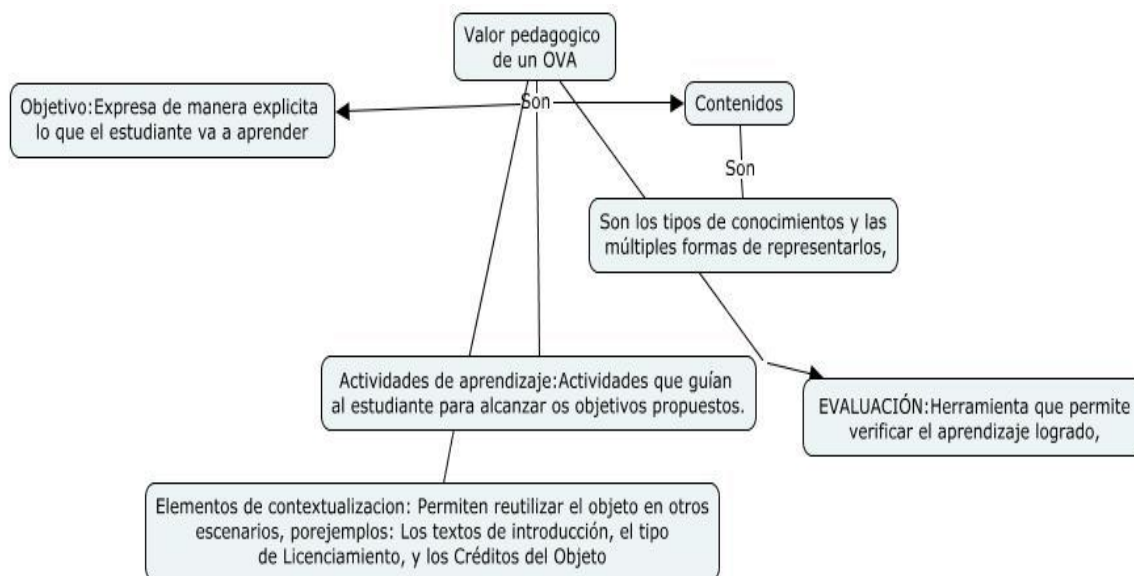 Valor pedagogico
de un OVA
Objetivo:Expresa de manera explicita
lo que el estudiante va a aprender
Son
Contenidos
Son
Son los tipos de conocimientos y las
múltiples formas de representarlos,
Actividades de aprendizaje:Actividades que guían
al estudiante para alcanzar os objetivos propuestos.
EVALUACIÓN:Herramienta que permite
verificar el aprendizaje logrado,
Elementos de contextualizacion: Permiten reutilizar el objeto en otros
escenarios, porejemplos: Los textos de introducción, el tipo
de Licenciamiento, y los Créditos del Objeto